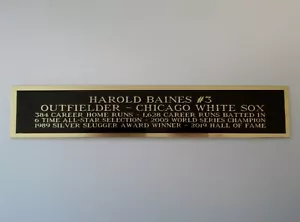 HAROLD BAINES #3
OUTFIELDER ~ CHICAGO WHITE SOX
384 CAREER HOME RUNS - 1,628 CAREER RUNS BATTED IN
6 TIME ALL-STAR SELECTION - 2005 WORLD SERIES CHAMPION
1989 SILVER SLUGGER AWARD WINNER - 2019 HALL OF FAME